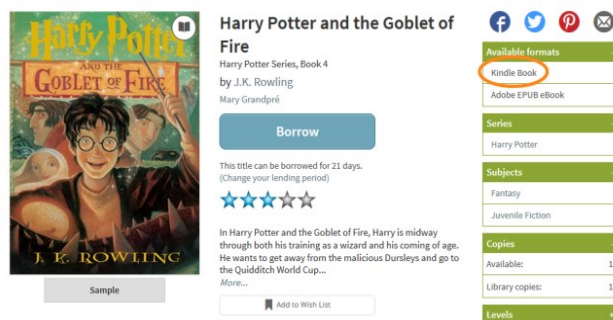 Harry Potter
AND THE
GOBLET OF FIRE
J. K. ROWLING
Sample
Harry Potter and the Goblet of
Fire
Harry Potter Series, Book 4
by J.K. Rowling
Mary Grandpré
Borrow
This title can be borrowed for 21 days.
(Change your lending period)
In Harry Potter and the Goblet of Fire, Harry is midway
through both his training as a wizard and his coming of age.
He wants to get away from the malicious Dursleys and go to
the Quidditch World Cup...
More...
Add to Wish List
Available formats
Kindle Book
Adobe EPUB eBook
Series
Harry Potter
Subjects
Fantasy
Juvenile Fiction
Copies
Available: 1
Library copies: 1
Levels